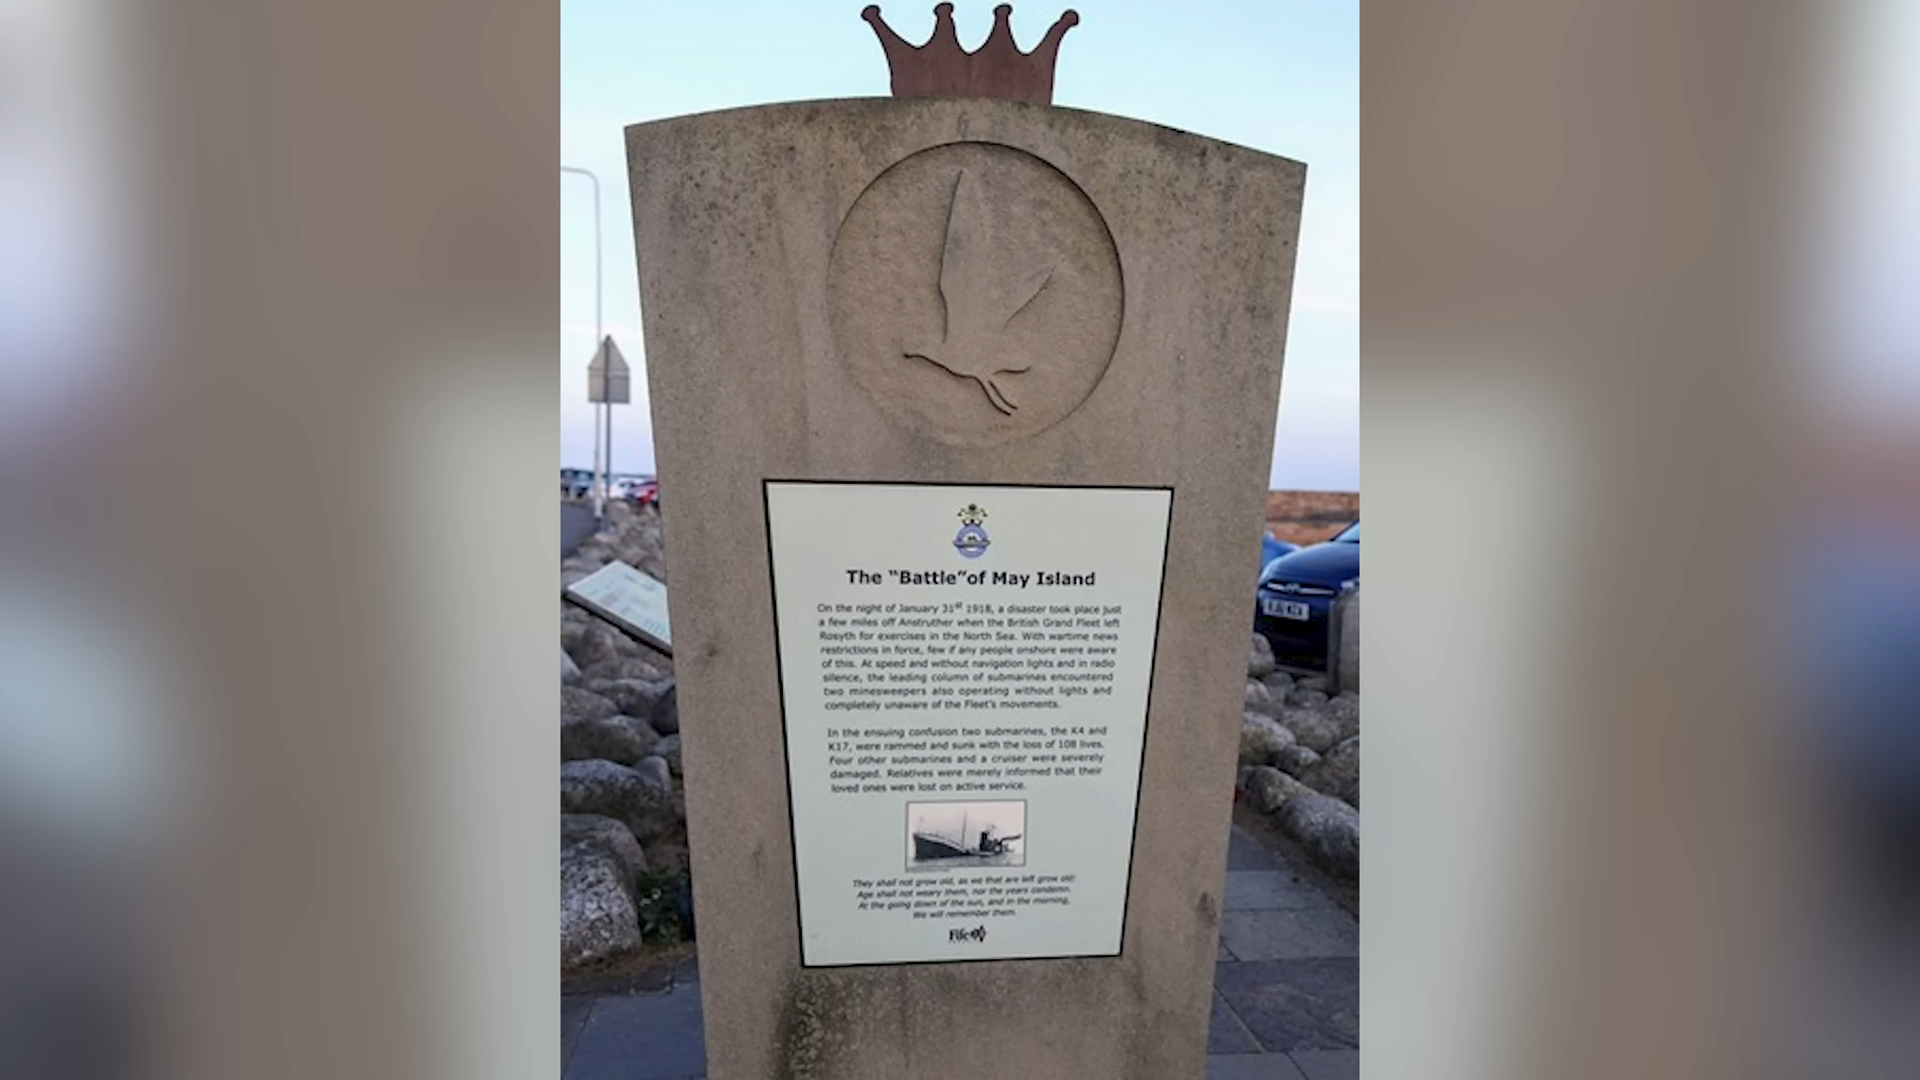 The “Battle”of May Island
On the night of January 31st 1918, a disaster took place just
a few miles off Anstruther when the British Grand Fleet left
Rosyth for exercises in the North Sea. With wartime news
restrictions in force, few if any people onshore were aware
of this. At speed and without navigation lights and in radio
silence, the leading column of submarines encountered
two minesweepers also operating without lights and
completely unaware of the Fleet’s movements.
In the ensuing confusion two submarines, the K4 and
K17, were rammed and sunk with the loss of 108 lives.
Four other submarines and a cruiser were severely
damaged. Relatives were merely informed that their
loved ones were lost on active service.
They shall not grow old, as we that are left grow old:
Age shall not weary them, nor the years condemn.
At the going down of the sun, and in the morning,
We will remember them.
Fife